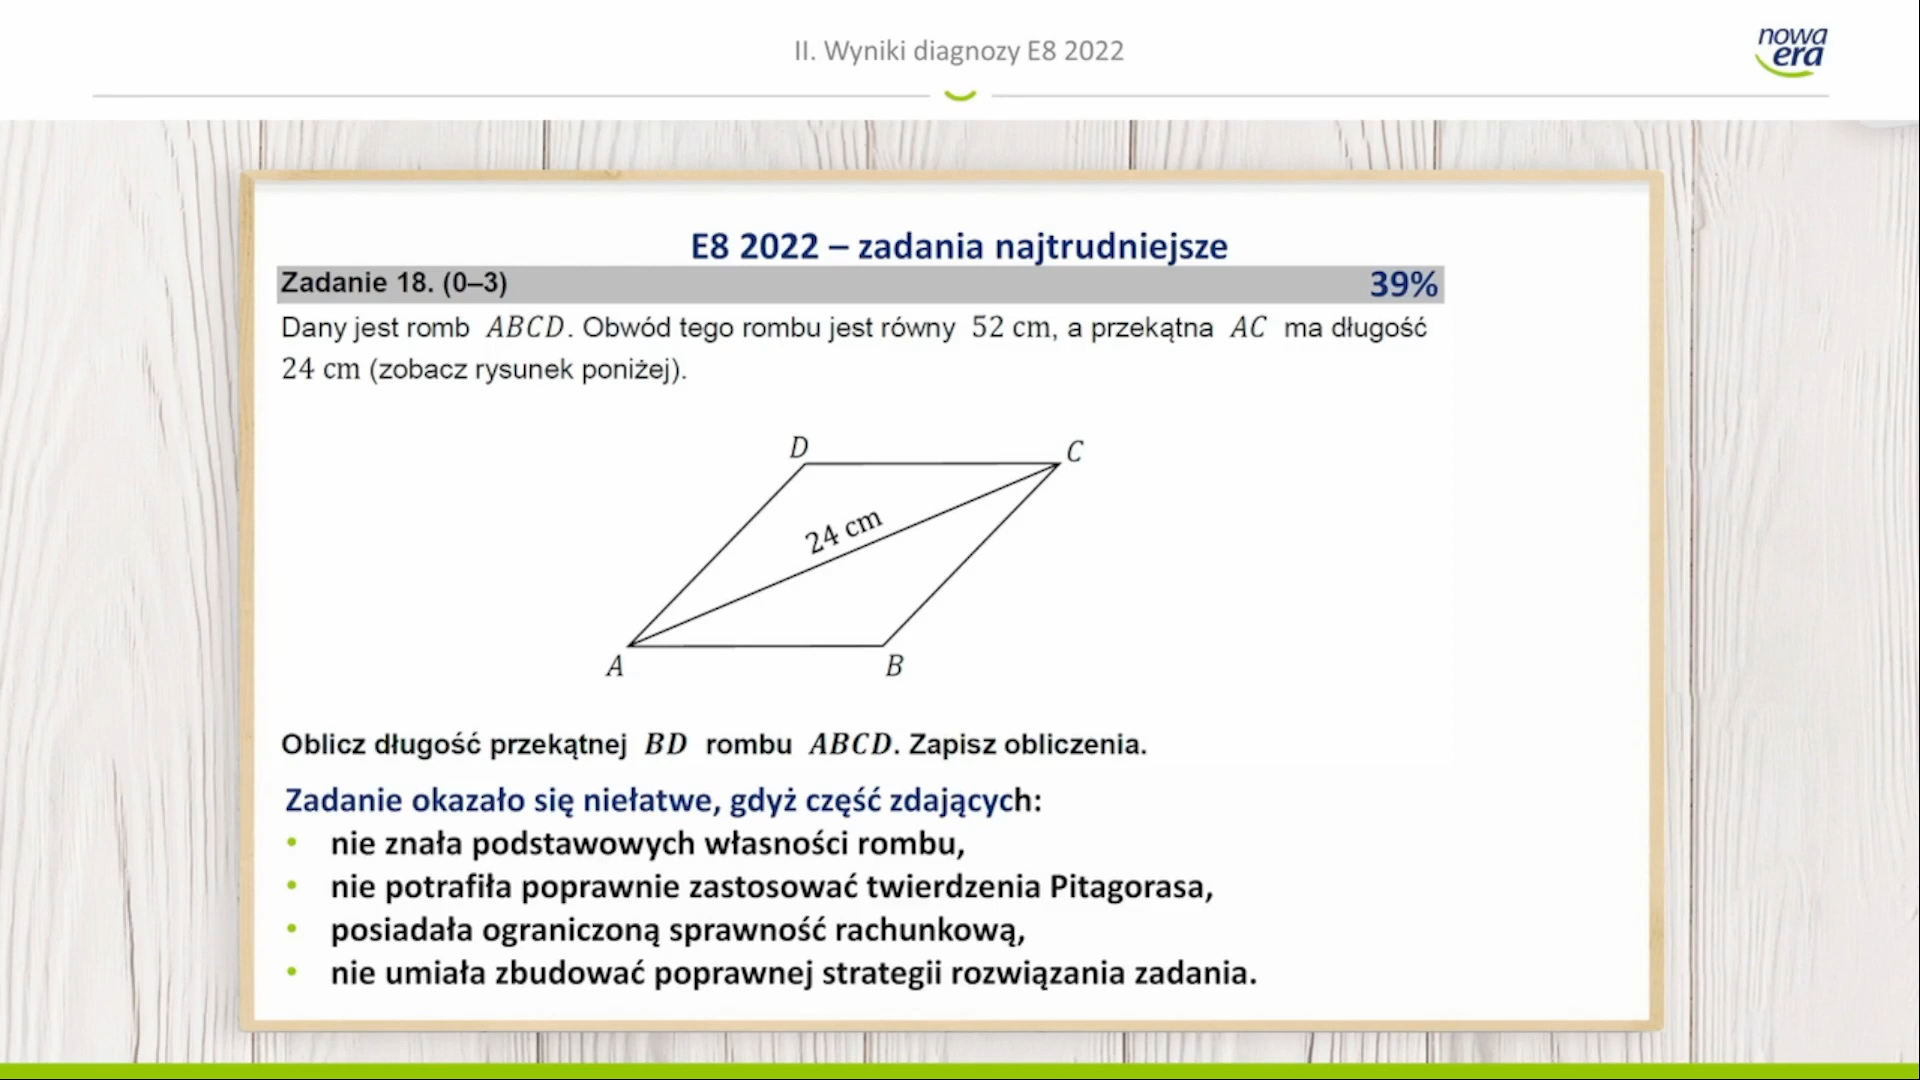 II. Wyniki diagnozy E8 2022
nowa
era
E8 2022 – zadania najtrudniejsze
Zadanie 18. (0–3) 39%
Dany jest romb ABCD. Obwód tego rombu jest równy 52 cm, a przekątna AC ma długość
24 cm (zobacz rysunek poniżej).
D
C
24 cm
A
B
Oblicz długość przekątnej BD rombu ABCD. Zapisz obliczenia.
Zadanie okazało się niełatwe, gdyż część zdających:
• nie znała podstawowych własności rombu,
• nie potrafiła poprawnie zastosować twierdzenia Pitagorasa,
• posiadała ograniczoną sprawność rachunkową,
• nie umiała zbudować poprawnej strategii rozwiązania zadania.